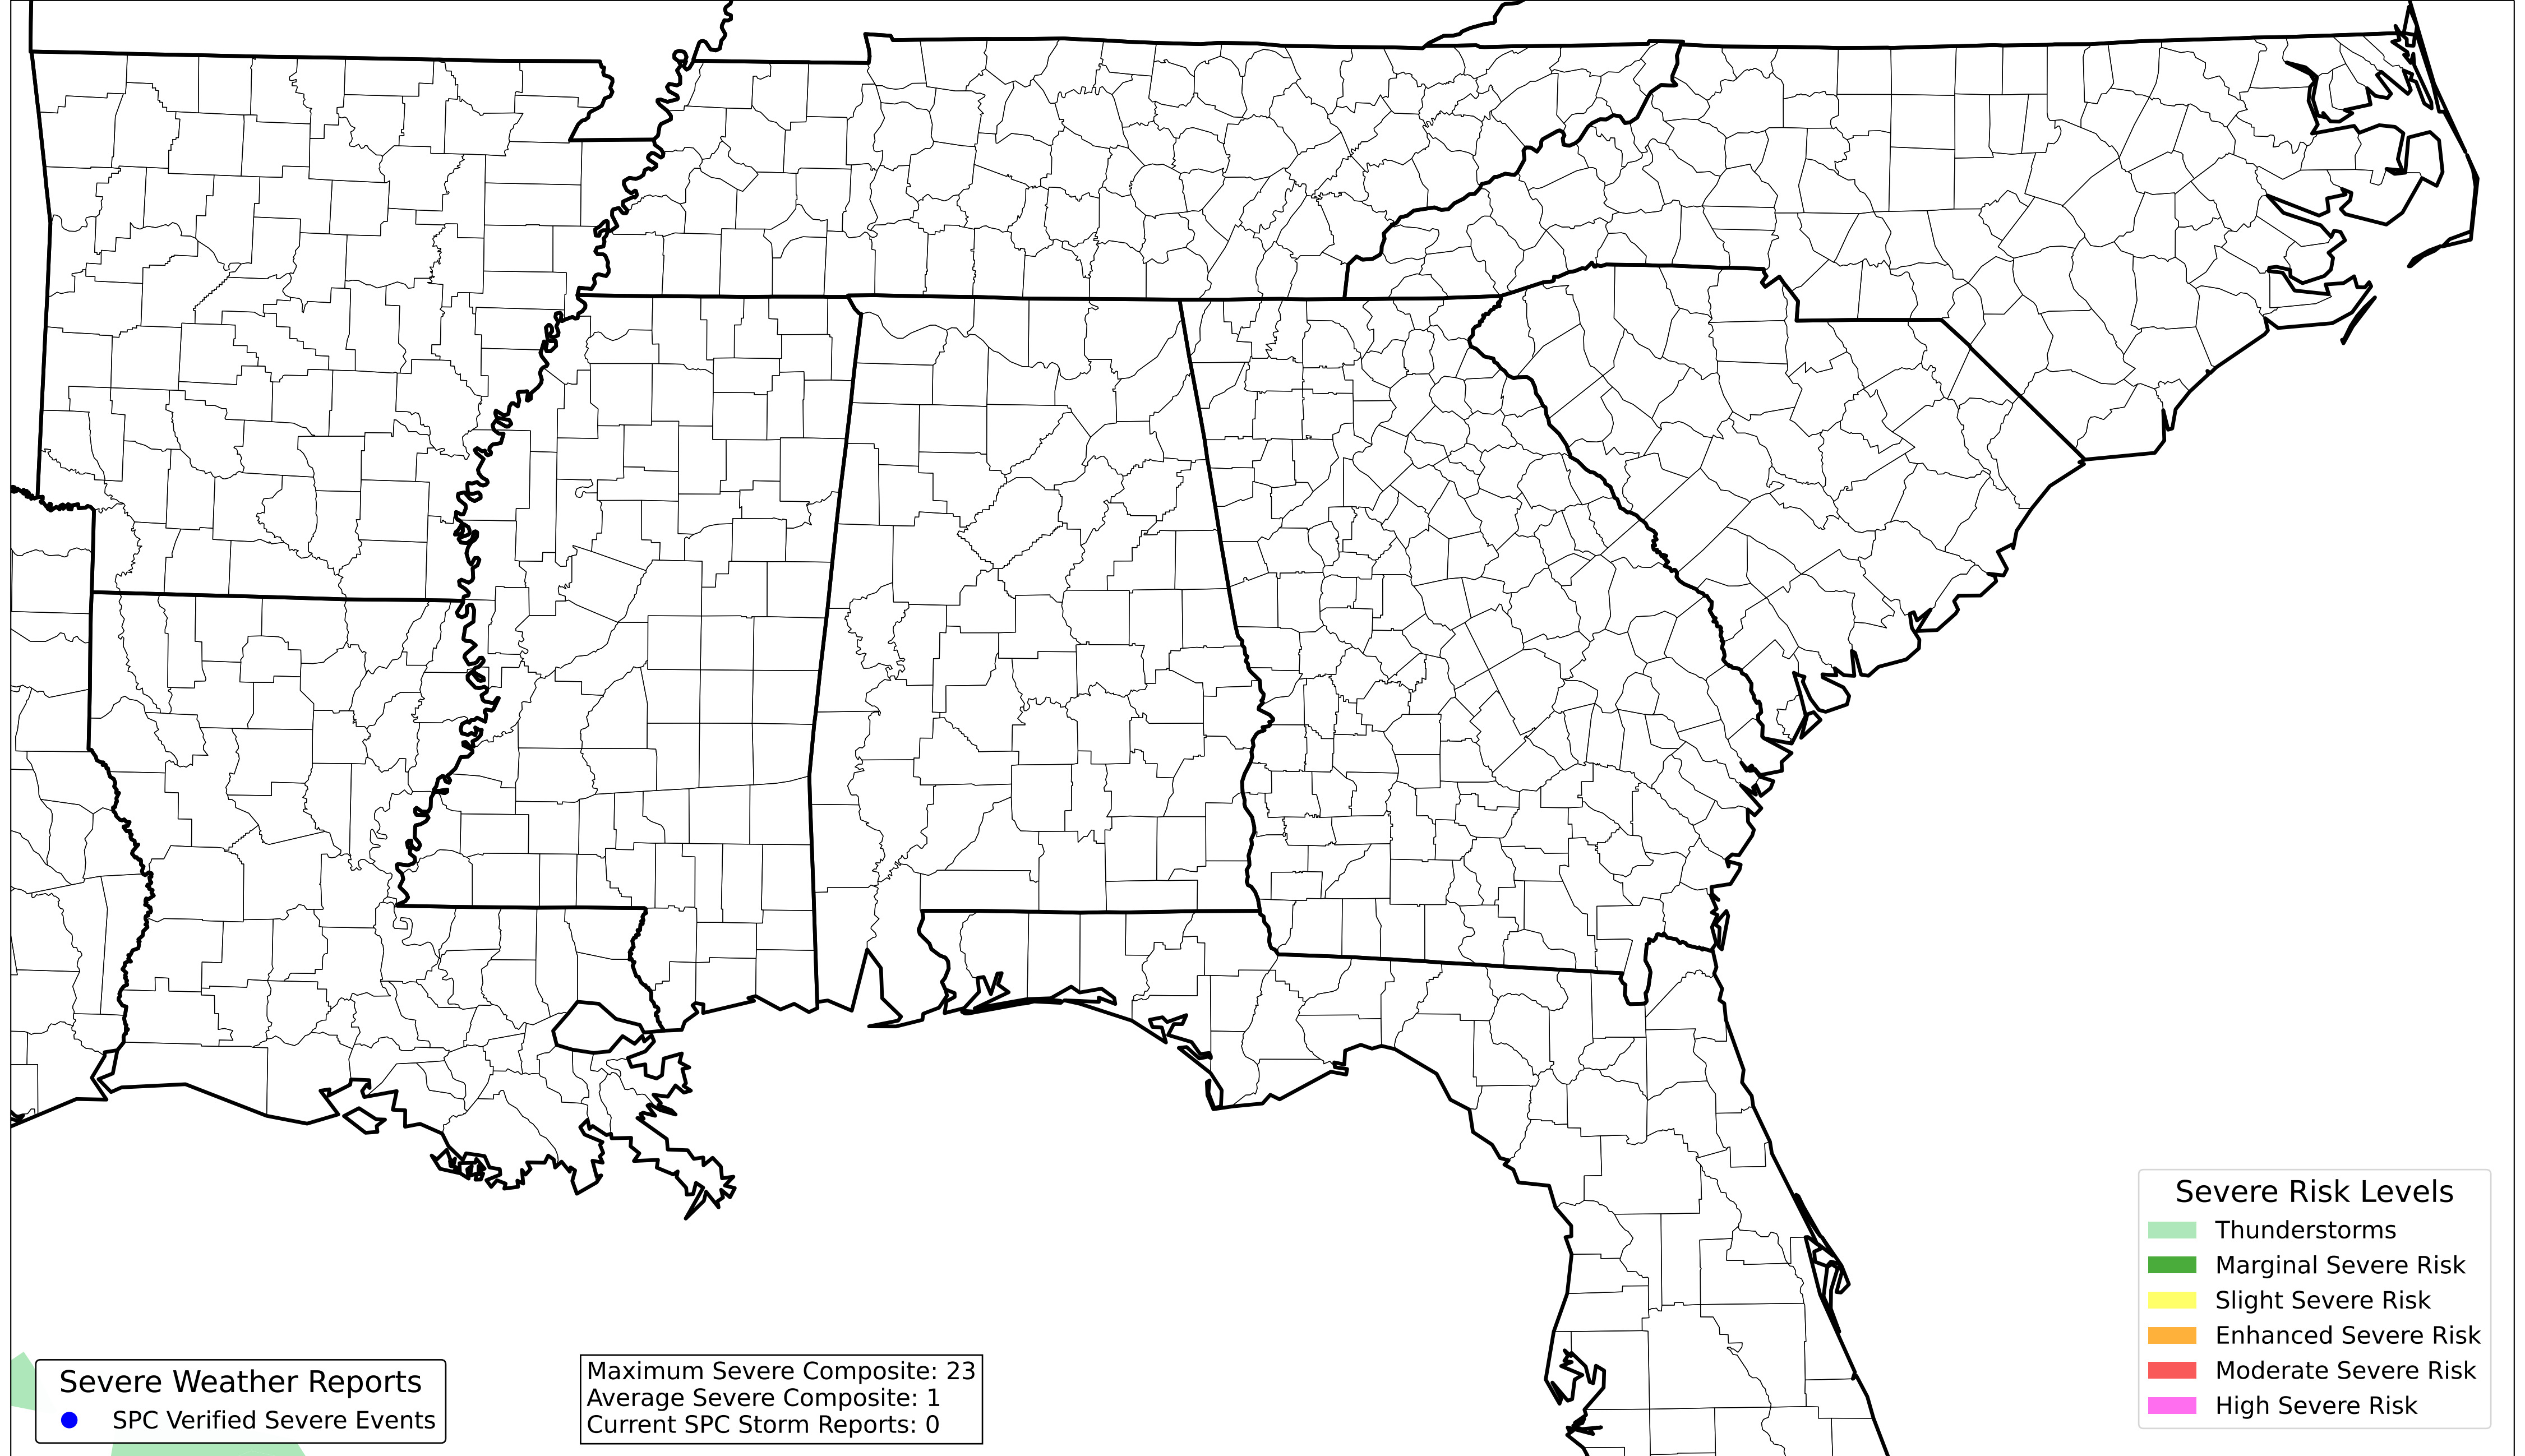 Severe Weather Reports
SPC Verified Severe Events
Maximum Severe Composite: 23
Average Severe Composite: 1
Current SPC Storm Reports: 0
Severe Risk Levels
Thunderstorms
Marginal Severe Risk
Slight Severe Risk
Enhanced Severe Risk
Moderate Severe Risk
High Severe Risk